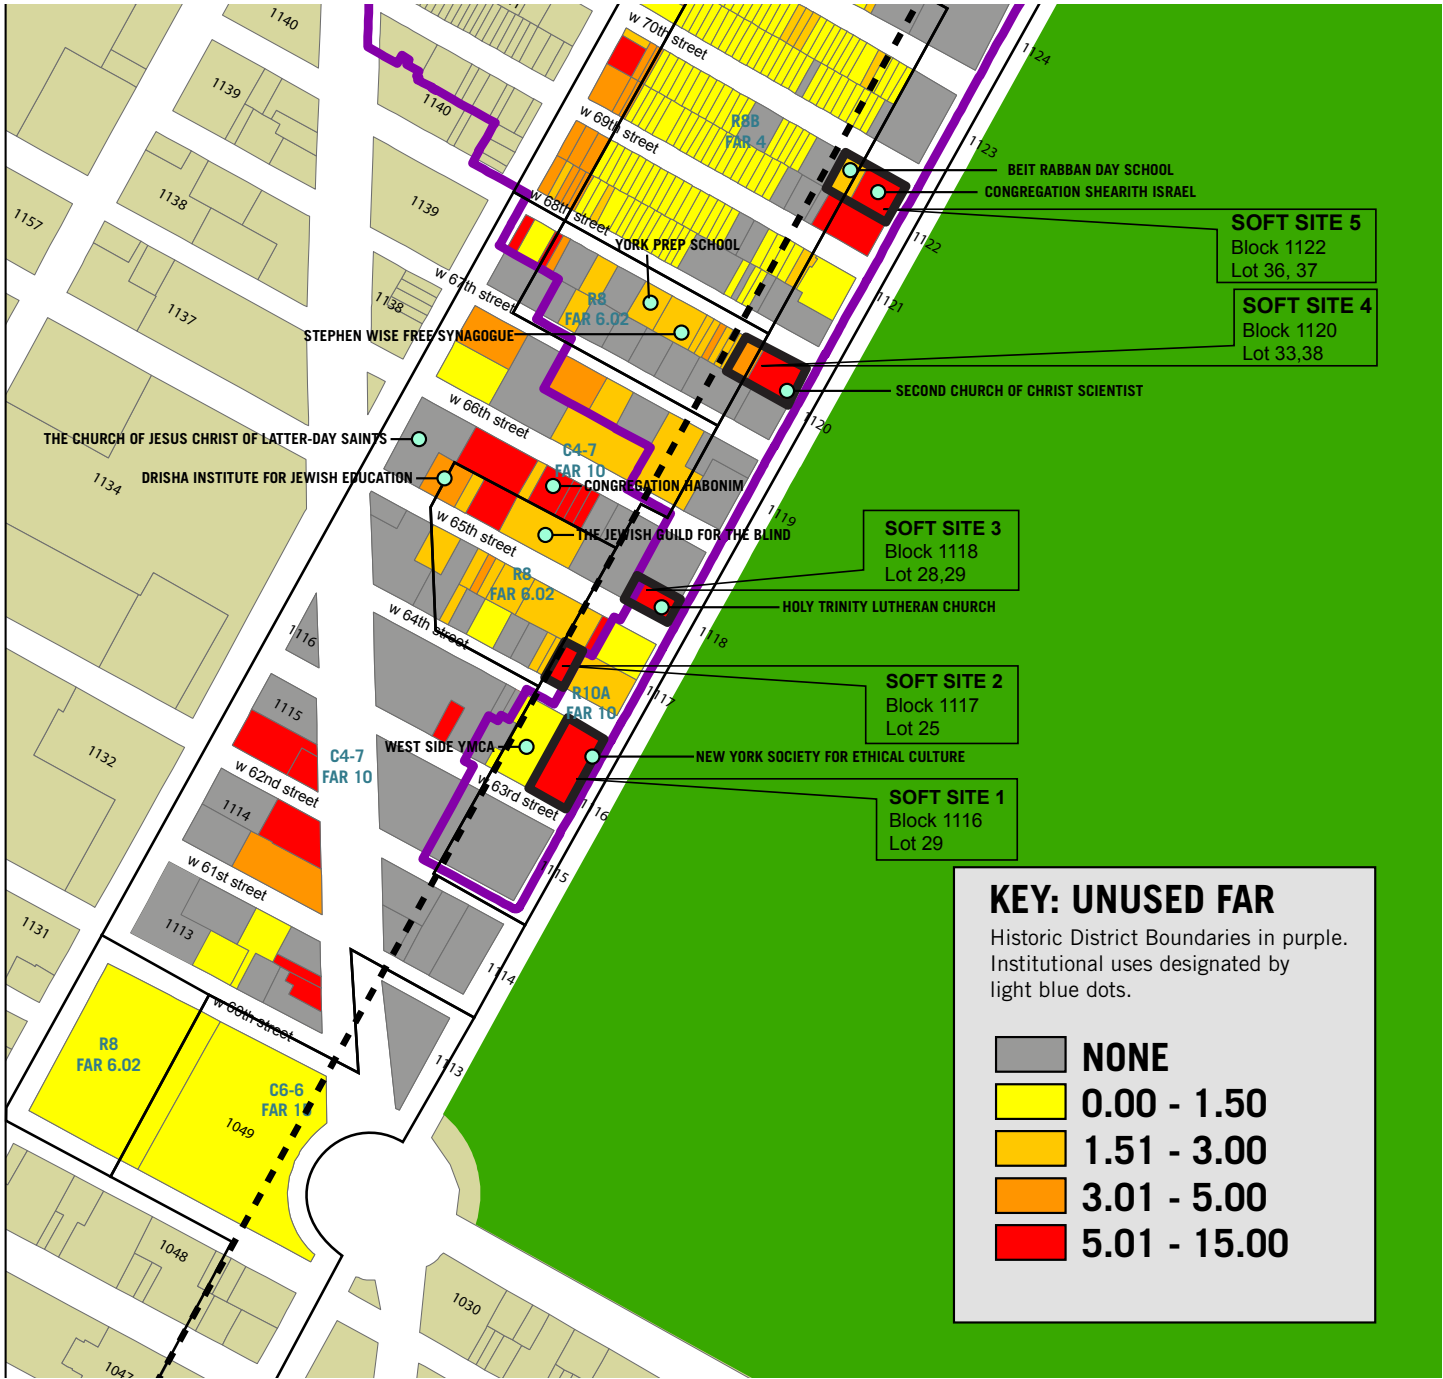 1140
w 70th street
1124
1139
1140
w 69th street
R8B
FAR 4
1123
BEIT RABBAN DAY SCHOOL
CONGREGATION SHEARITH ISRAEL
1138
1139
1157
w 68th street
YORK PREP SCHOOL
1122
SOFT SITE 5
Block 1122
Lot 36, 37
w 67th street
1138
1137
R8
FAR 6.02
1121
SOFT SITE 4
Block 1120
Lot 33,38
STEPHEN WISE FREE SYNAGOGUE
SECOND CHURCH OF CHRIST SCIENTIST
1120
w 66th street
THE CHURCH OF JESUS CHRIST OF LATTER-DAY SAINTS
C4-7
FAR 10
DRISHA INSTITUTE FOR JEWISH EDUCATION
CONGREGATION HABONIM
1134
1119
w 65th street
THE JEWISH GUILD FOR THE BLIND
SOFT SITE 3
Block 1118
Lot 28,29
R8
FAR 6.02
HOLY TRINITY LUTHERAN CHURCH
w 64th street
1116
1118
SOFT SITE 2
Block 1117
Lot 25
1117
R10A
FAR 10
1115
1132
C4-7
FAR 10
WEST SIDE YMCA
NEW YORK SOCIETY FOR ETHICAL CULTURE
w 62nd street
w 63rd street
1116
SOFT SITE 1
Block 1116
Lot 29
1114
w 61st street
1115
1131
1113
1114
w 60th street
R8
FAR 6.02
C6-6
1049
1113
1048
1030
1047
KEY: UNUSED FAR
Historic District Boundaries in purple.
Institutional uses designated by
light blue dots.
NONE
0.00 - 1.50
1.51 - 3.00
3.01 - 5.00
5.01 - 15.00